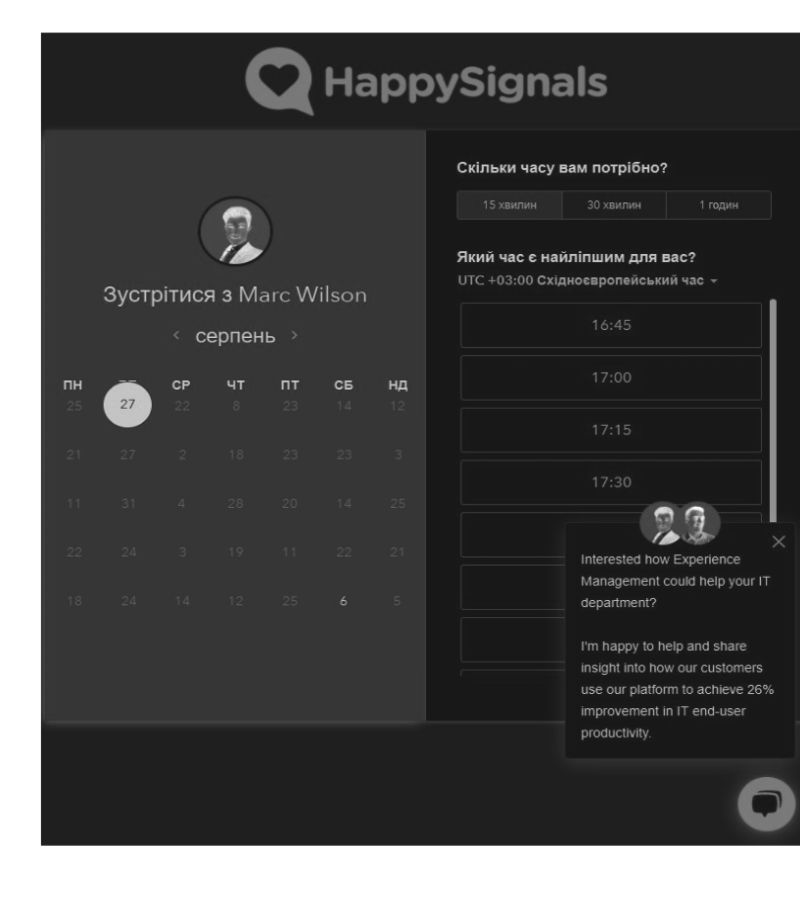 HappySignals
Зустрітися з Marc Wilson
серпень
ПН СР ЧТ ПТ СБ НД
25 27 22 8 23 14 12
21 27 2 18 23 23 3
11 31 4 28 20 14 25
22 24 3 19 11 22 21
18 24 14 12 25 6 5
Скільки часу вам потрібно?
15 хвилин 30 хвилин 1 годин
Який час є найліпшим для вас?
UTC +03:00 Східноєвропейський час
16:45
17:00
17:15
17:30
Interested how Experience
Management could help your IT
department?
I'm happy to help and share
insight into how our customers
use our platform to achieve 26%
improvement in IT end-user
productivity.